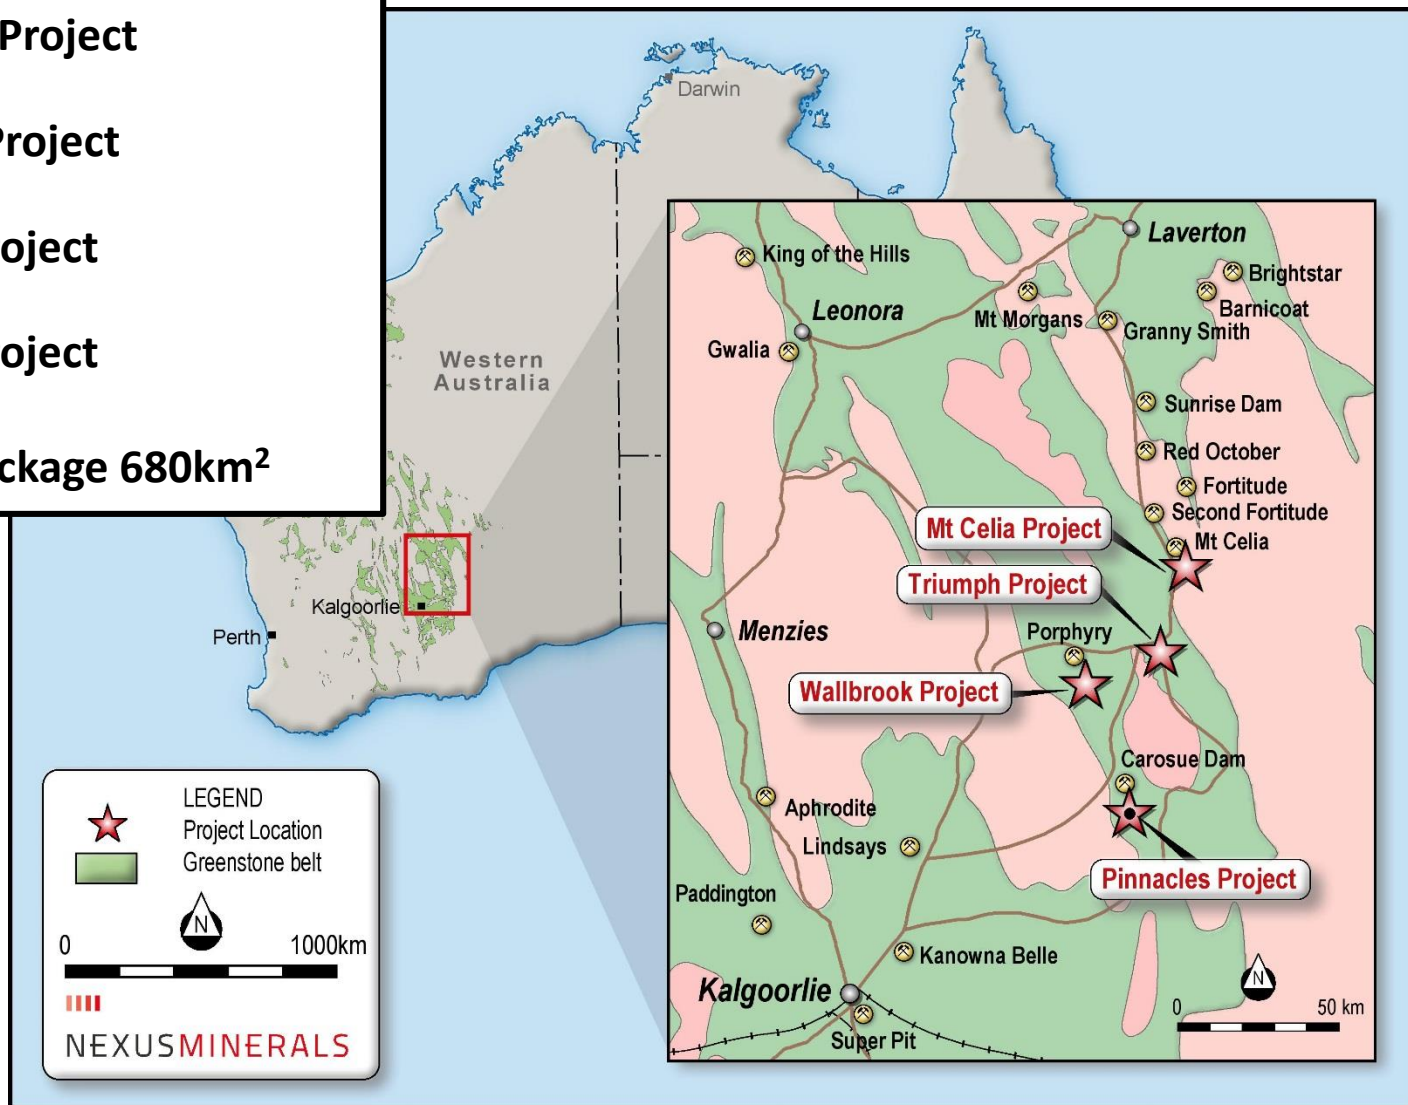 Project
Project
oject
oject
ckage 680km²
Darwin
Western
Australia
Kalgoorlie
Perth
LEGEND
Project Location
Greenstone belt
N
0 1000km
NEXUSMINERALS
Laverton
King of the Hills
Brightstar
Barnicoat
Leonora
Mt Morgans
Granny Smith
Gwalia
Sunrise Dam
Red October
Fortitude
Second Fortitude
Mt Celia Project
Mt Celia
Triumph Project
Menzies
Porphyry
Wallbrook Project
Carosue Dam
Aphrodite
Lindsays
Pinnacles Project
Paddington
Kanowna Belle
Kalgoorlie
N
0 50 km
Super Pit